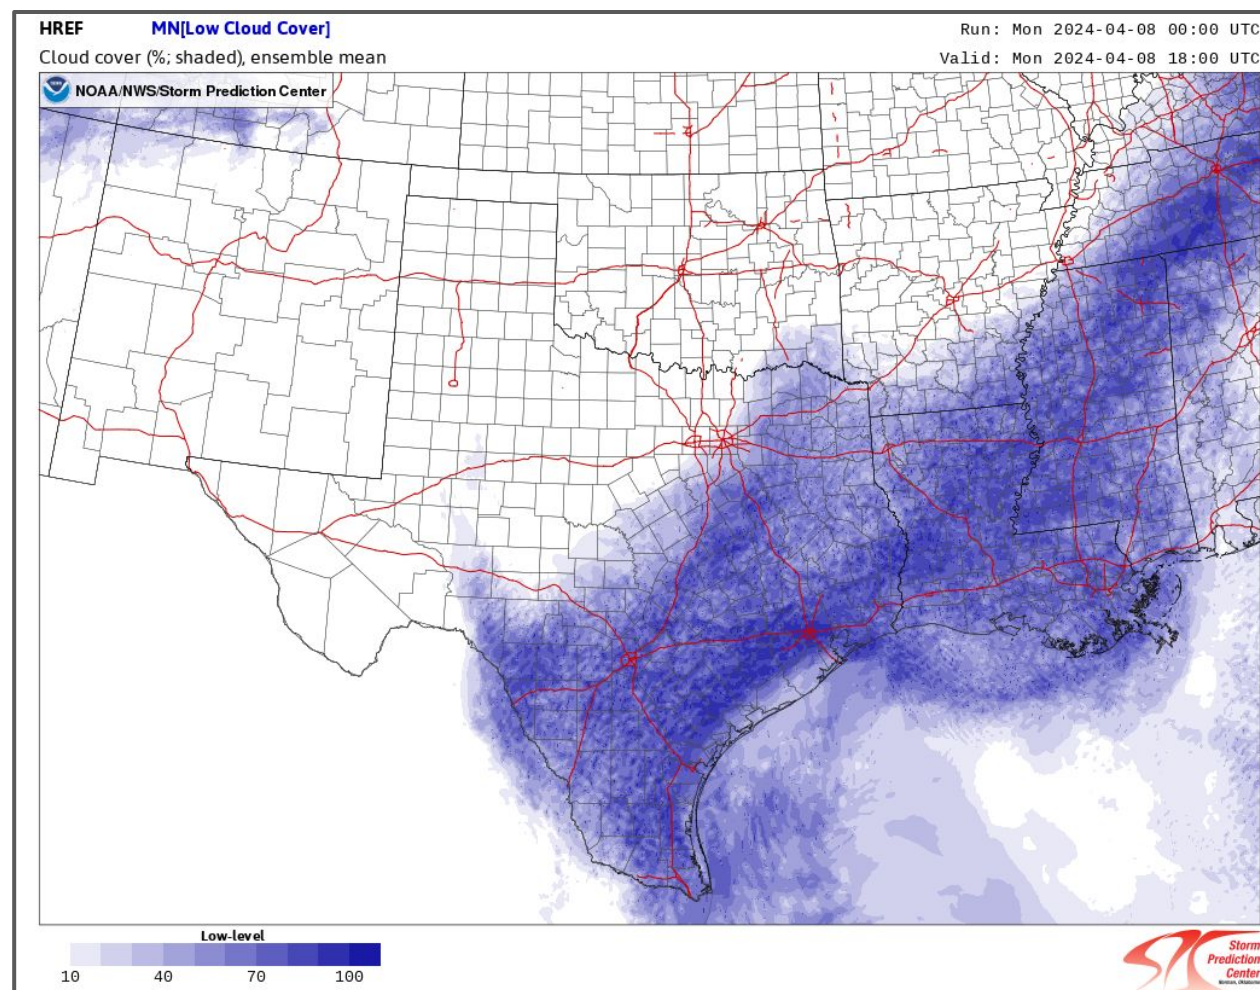 HREF MN[Low Cloud Cover] Run: Mon 2024-04-08 00:00 UTC
Cloud cover (%; shaded), ensemble mean Valid: Mon 2024-04-08 18:00 UTC
NOAA/NWS/Storm Prediction Center
Low-level
10 40 70 100
Storm
Prediction
Center
Norman, Oklahoma